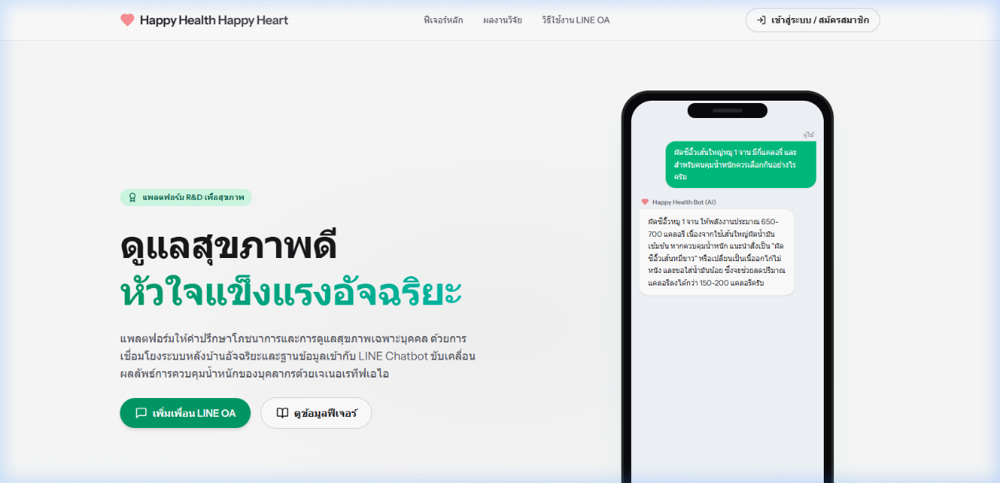 Happy Health Happy Heart
ฟีเจอร์หลัก
ผลงานวิจัย
วิธีใช้งาน LINE OA
เข้าสู่ระบบ / สมัครสมาชิก
แพลตฟอร์ม R&D เพื่อสุขภาพ
ดูแลสุขภาพดี
หัวใจแข็งแรงอัจฉริยะ
แพลตฟอร์มให้คำปรึกษาโภชนาการและการดูแลสุขภาพเฉพาะบุคคล ด้วยการ
เชื่อมโยงระบบหลังบ้านอัจฉริยะและฐานข้อมูลเข้ากับ LINE Chatbot ขับเคลื่อน
ผลลัพธ์การควบคุมน้ำหนักของบุคลากรด้วยเจเนอเรทีฟเอไอ
เพิ่มเพื่อน LINE OA
ดูข้อมูลฟีเจอร์
ผู้ใช้
ผัดซีอิ๊วเส้นใหญ่หมู 1 จาน มีกี่แคลอรี่ และ
สำหรับคนคุมน้ำหนักควรเลือกกินอย่างไร
ครับ
Happy Health Bot (AI)
ผัดซีอิ๊วหมู 1 จาน ให้พลังงานประมาณ 650-
700 แคลอรี่ เนื่องจากใช้เส้นใหญ่ผัดน้ำมัน
เข้มข้น หากควบคุมน้ำหนัก แนะนำสั่งเป็น "ผัด
ซีอิ๊วเส้นหมี่ขาว" หรือเปลี่ยนเป็นเนื้ออกไก่ไม่
หนัง และขอใส่น้ำมันน้อย ซึ่งจะช่วยลดปริมาณ
แคลอรีลงได้กว่า 150-200 แคลอรีครับ